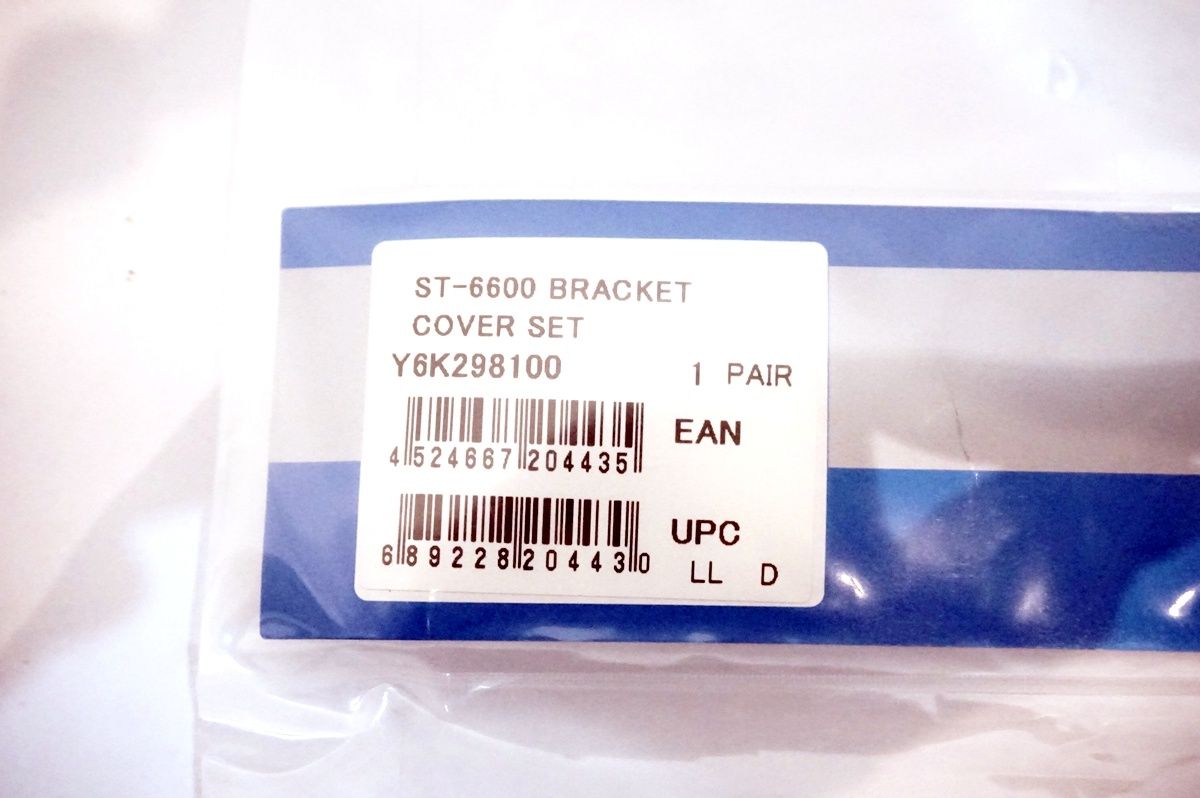 ST-6600 BRACKET
COVER SET
Y6K298100
1 PAIR
EAN
4 524667 204435
UPC
6 89228 20443 0
LL D